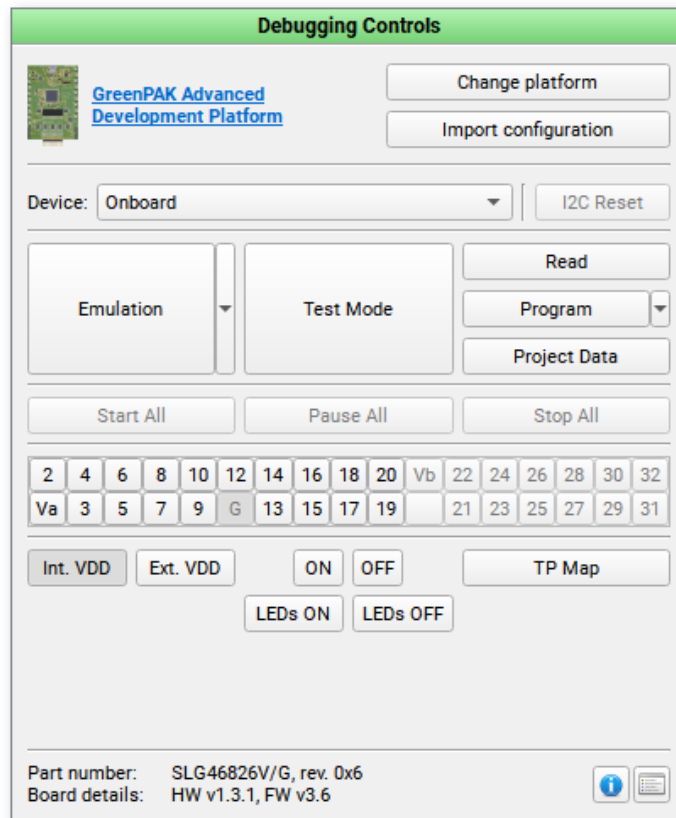 Debugging Controls
GreenPAK Advanced
Development Platform
Change platform
Import configuration
Device: Onboard I2C Reset
Emulation
Test Mode
Read
Program
Project Data
Start All Pause All Stop All
2 4 6 8 10 12 14 16 18 20 Vb 22 24 26 28 30 32
Va 3 5 7 9 G 13 15 17 19 21 23 25 27 29 31
Int. VDD Ext. VDD ON OFF TP Map
LEDs ON LEDs OFF
Part number: SLG46826V/G, rev. 0x6
Board details: HW v1.3.1, FW v3.6